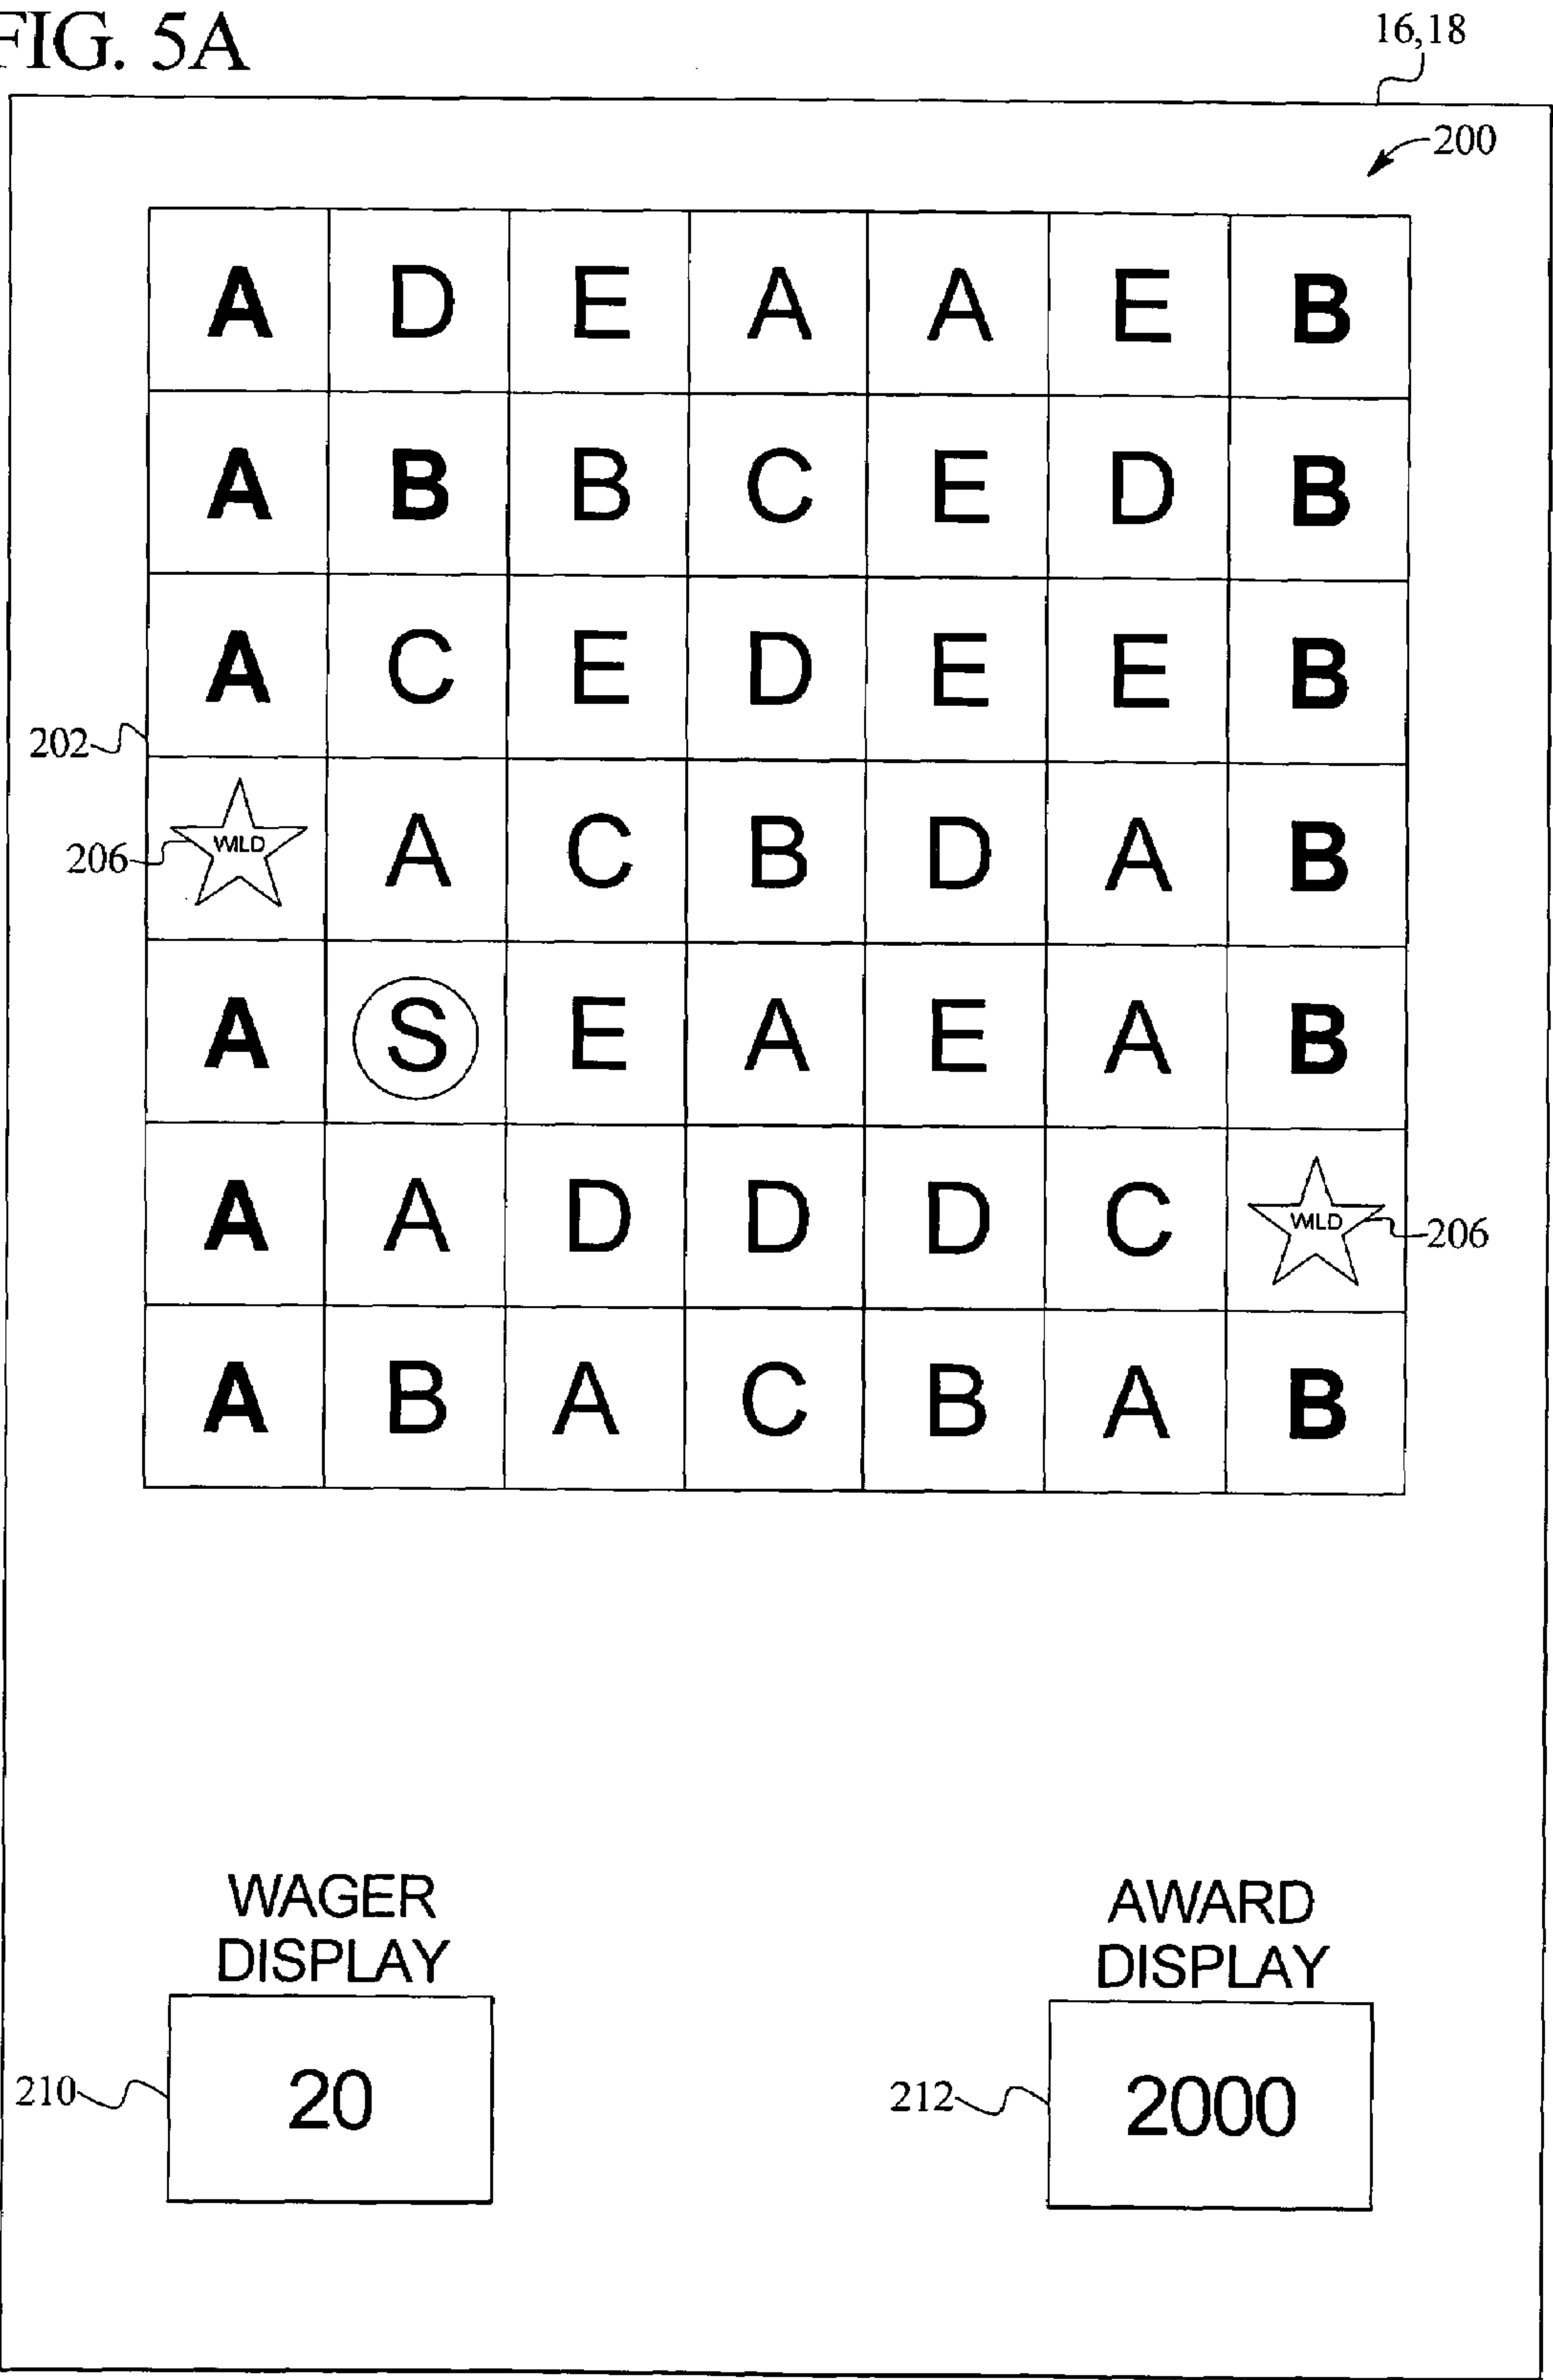 FIG. 5A
16,18
200
A D E A A E B
A B B C E D B
A C E D E E B
202
WILD A C B D A B
206
A S E A E A B
A A D D D C WILD
206
A B A C B A B
WAGER
DISPLAY
AWARD
DISPLAY
210
20
212
2000